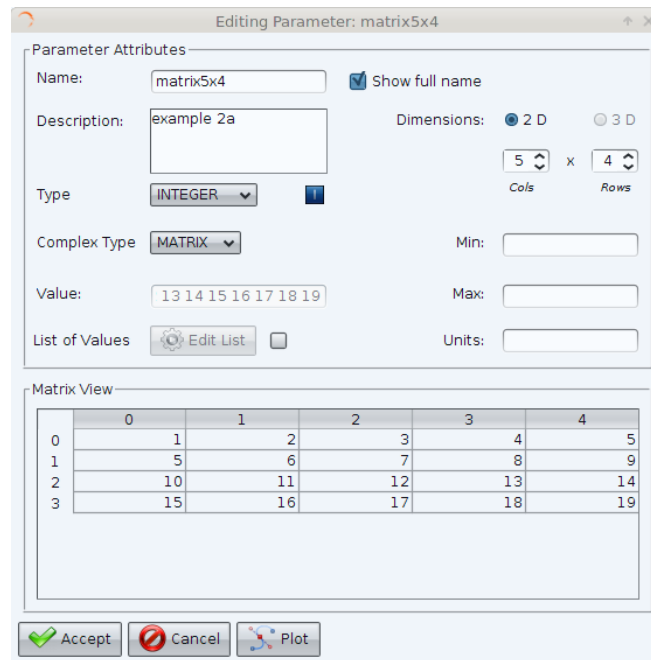 Editing Parameter: matrix5x4
Parameter Attributes
Name: matrix5x4 Show full name
Description: example 2a Dimensions: 2 D 3 D
5 x 4
Cols Rows
Type INTEGER I
Complex Type MATRIX Min:
Value: 13 14 15 16 17 18 19 Max:
List of Values Edit List Units:
Matrix View
0 1 2 3 4
0 1 2 3 4 5
1 5 6 7 8 9
2 10 11 12 13 14
3 15 16 17 18 19
Accept Cancel Plot